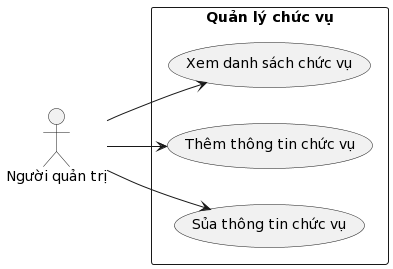 Quản lý chức vụ
Xem danh sách chức vụ
Thêm thông tin chức vụ
Người quản trị
Sủa thông tin chức vụ